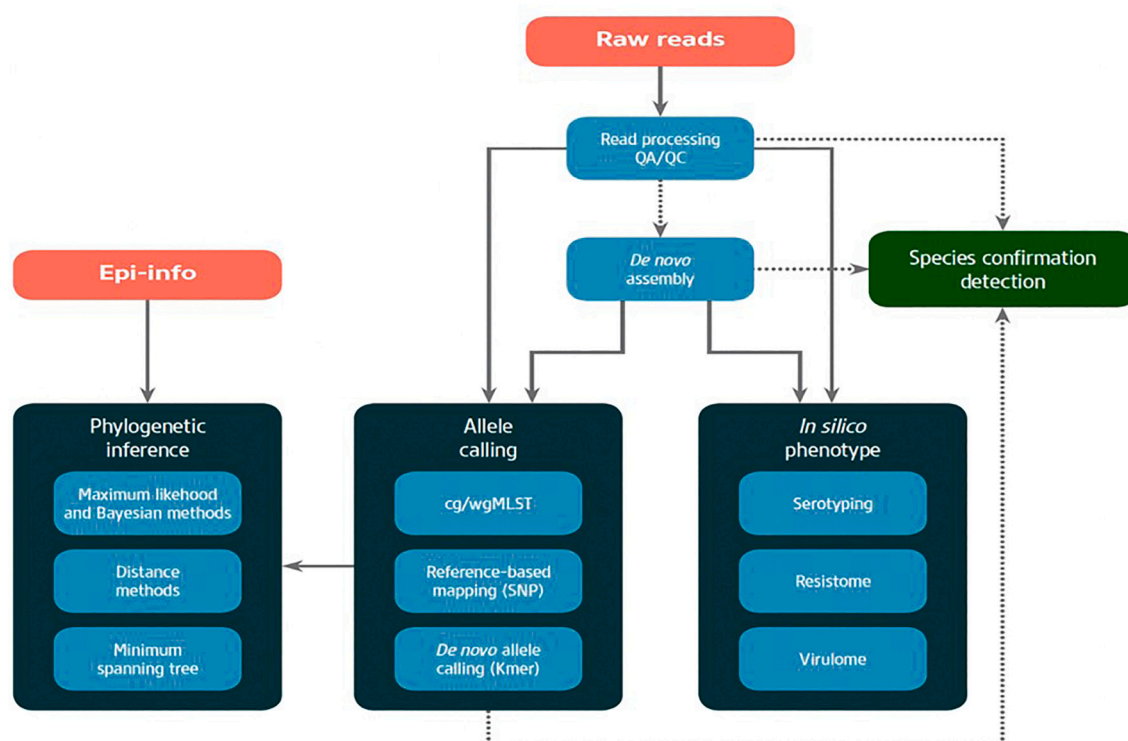 Raw reads
Read processing
QA/QC
De novo
assembly
Species confirmation
detection
Epi-info
Phylogenetic
inference
Maximum likehood
and Bayesian methods
Distance
methods
Minimum
spanning tree
Allele
calling
cg/wgMLST
Reference-based
mapping (SNP)
De novo allele
calling (Kmer)
In silico
phenotype
Serotyping
Resistome
Virulome